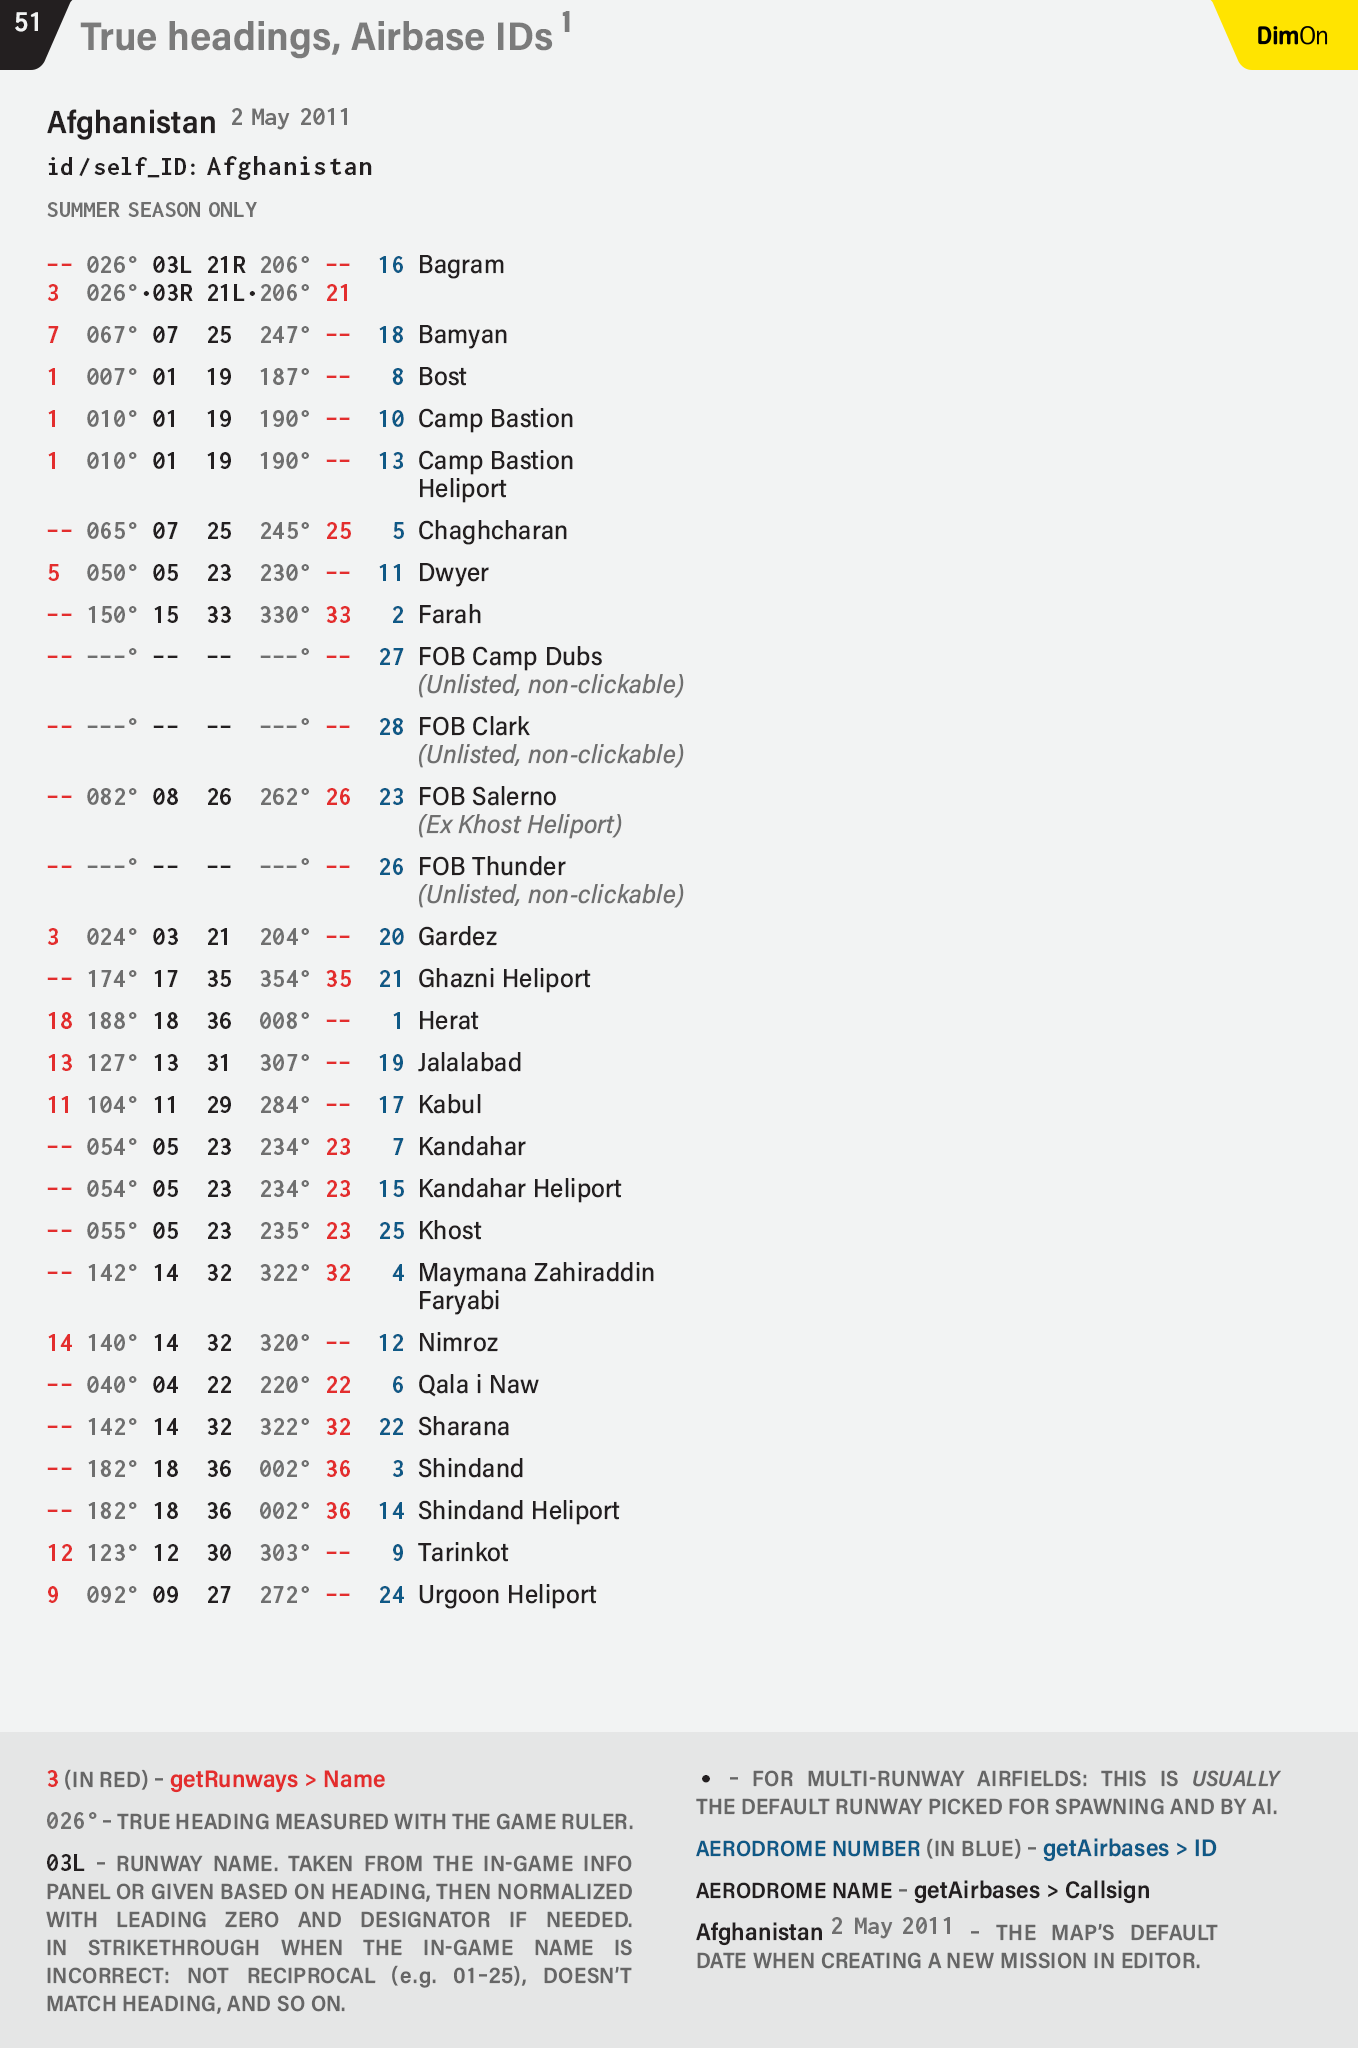 51
True headings, Airbase IDs 1
DimOn
Afghanistan 2 May 2011
id/self_ID: Afghanistan
SUMMER SEASON ONLY
-- 026° 03L 21R 206° -- 16 Bagram
3 026°•03R 21L•206° 21
7 067° 07 25 247° -- 18 Bamyan
1 007° 01 19 187° -- 8 Bost
1 010° 01 19 190° -- 10 Camp Bastion
1 010° 01 19 190° -- 13 Camp Bastion
Heliport
-- 065° 07 25 245° 25 5 Chaghcharan
5 050° 05 23 230° -- 11 Dwyer
-- 150° 15 33 330° 33 2 Farah
-- ---° -- -- ---° -- 27 FOB Camp Dubs
(Unlisted, non-clickable)
-- ---° -- -- ---° -- 28 FOB Clark
(Unlisted, non-clickable)
-- 082° 08 26 262° 26 23 FOB Salerno
(Ex Khost Heliport)
-- ---° -- -- ---° -- 26 FOB Thunder
(Unlisted, non-clickable)
3 024° 03 21 204° -- 20 Gardez
-- 174° 17 35 354° 35 21 Ghazni Heliport
18 188° 18 36 008° -- 1 Herat
13 127° 13 31 307° -- 19 Jalalabad
11 104° 11 29 284° -- 17 Kabul
-- 054° 05 23 234° 23 7 Kandahar
-- 054° 05 23 234° 23 15 Kandahar Heliport
-- 055° 05 23 235° 23 25 Khost
-- 142° 14 32 322° 32 4 Maymana Zahiraddin
Faryabi
14 140° 14 32 320° -- 12 Nimroz
-- 040° 04 22 220° 22 6 Qala i Naw
-- 142° 14 32 322° 32 22 Sharana
-- 182° 18 36 002° 36 3 Shindand
-- 182° 18 36 002° 36 14 Shindand Heliport
12 123° 12 30 303° -- 9 Tarinkot
9 092° 09 27 272° -- 24 Urgoon Heliport
3 (IN RED) – getRunways > Name
026° – TRUE HEADING MEASURED WITH THE GAME RULER.
03L – RUNWAY NAME. TAKEN FROM THE IN-GAME INFO
PANEL OR GIVEN BASED ON HEADING, THEN NORMALIZED
WITH LEADING ZERO AND DESIGNATOR IF NEEDED.
IN STRIKETHROUGH WHEN THE IN-GAME NAME IS
INCORRECT: NOT RECIPROCAL (e.g. 01–25), DOESN'T
MATCH HEADING, AND SO ON.
• – FOR MULTI-RUNWAY AIRFIELDS: THIS IS USUALLY
THE DEFAULT RUNWAY PICKED FOR SPAWNING AND BY AI.
AERODROME NUMBER (IN BLUE) – getAirbases > ID
AERODROME NAME – getAirbases > Callsign
Afghanistan 2 May 2011 – THE MAP'S DEFAULT
DATE WHEN CREATING A NEW MISSION IN EDITOR.